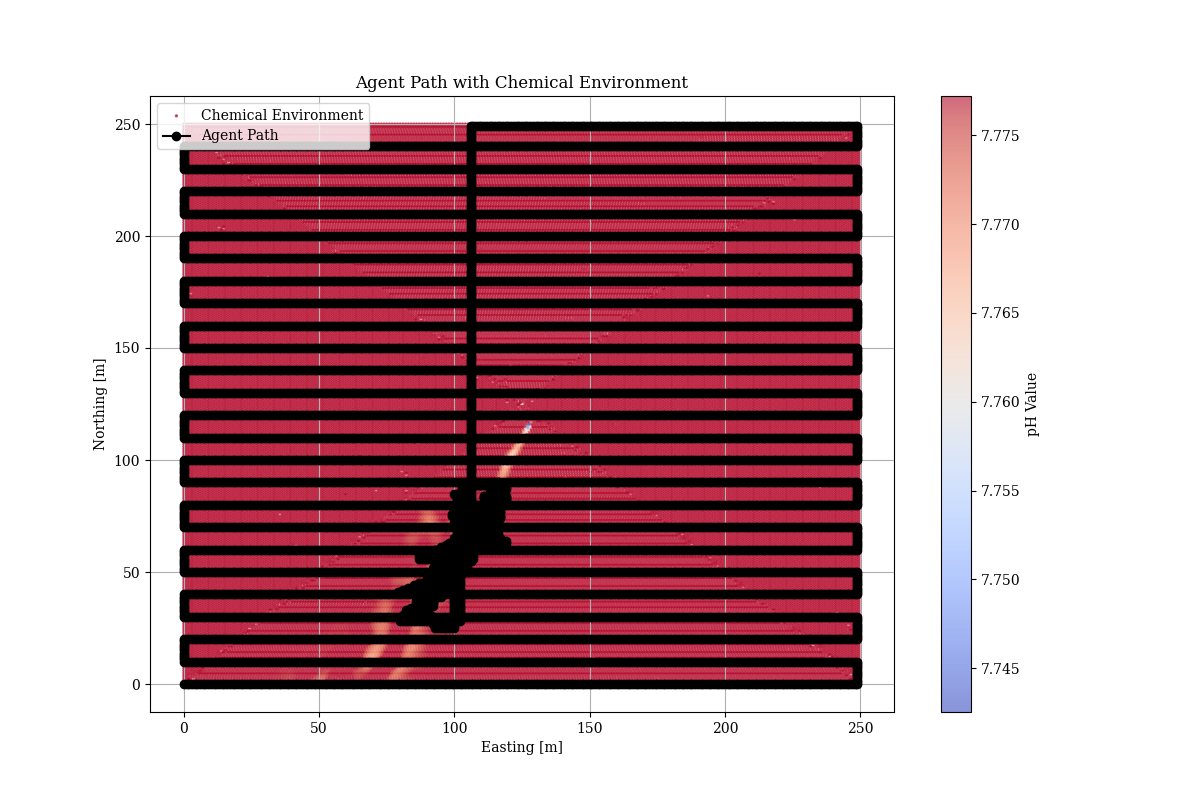 Agent Path with Chemical Environment
Chemical Environment
Agent Path
250
200
150
100
50
0
Northing [m]
0 50 100 150 200 250
Easting [m]
7.775
7.770
7.765
7.760
7.755
7.750
7.745
pH Value